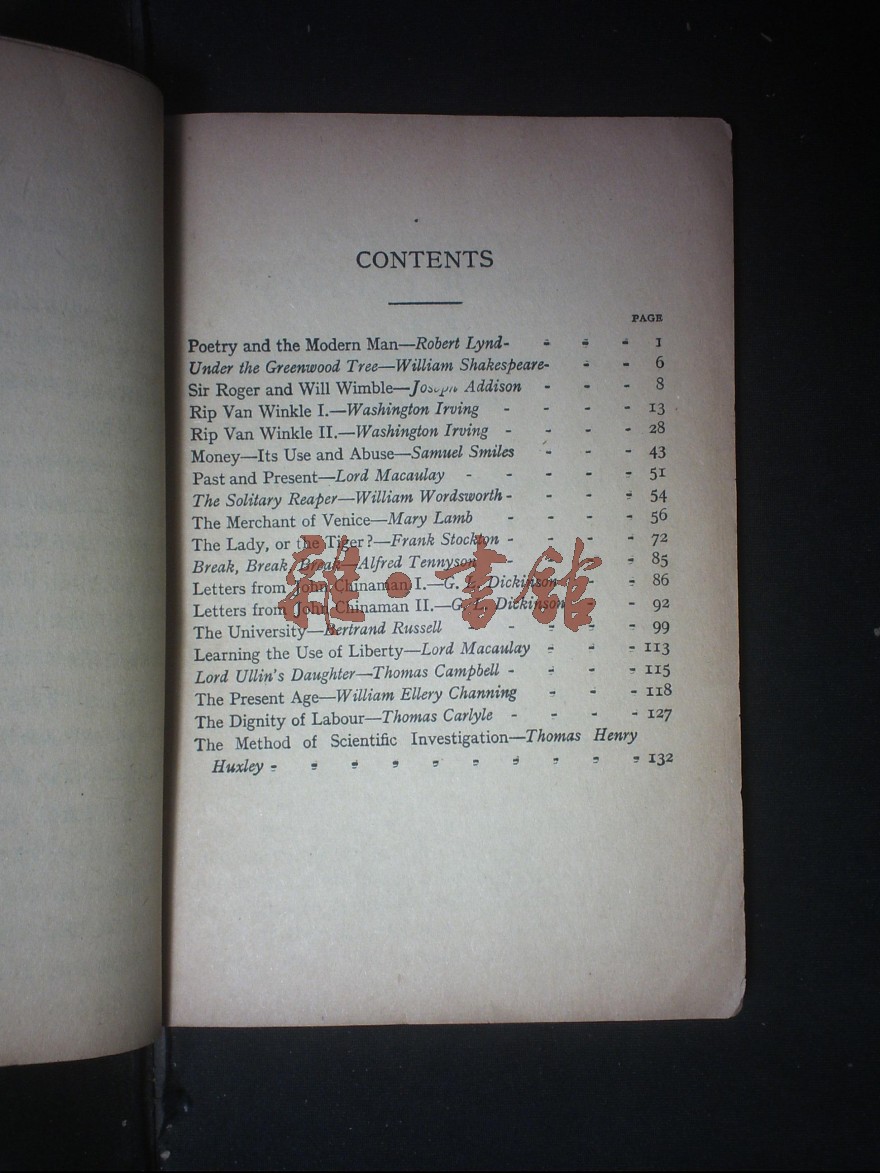 CONTENTS
PAGE
Poetry and the Modern Man—Robert Lynd- - - - 1
Under the Greenwood Tree—William Shakespeare- - - 6
Sir Roger and Will Wimble—Joseph Addison - - - 8
Rip Van Winkle I.—Washington Irving - - - - 13
Rip Van Winkle II.—Washington Irving - - - - 28
Money—Its Use and Abuse—Samuel Smiles - - - 43
Past and Present—Lord Macaulay - - - - - 51
The Solitary Reaper—William Wordsworth - - - - 54
The Merchant of Venice—Mary Lamb - - - - 56
The Lady, or the Tiger?—Frank Stockton - - - - 72
Break, Break, Break—Alfred Tennyson - - - - 85
Letters from John Chinaman I.—G. L. Dickinson - - 86
Letters from John Chinaman II.—G. L. Dickinson - - 92
The University—Bertrand Russell - - - - 99
Learning the Use of Liberty—Lord Macaulay - - - 113
Lord Ullin's Daughter—Thomas Campbell - - - - 115
The Present Age—William Ellery Channing - - - 118
The Dignity of Labour—Thomas Carlyle - - - - 127
The Method of Scientific Investigation—Thomas Henry
Huxley - - - - - - - - - - 132
雜·書館